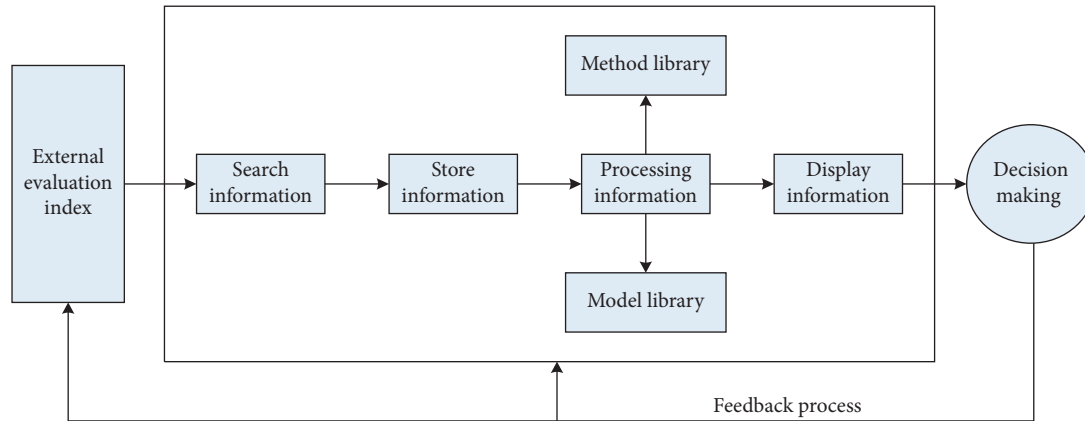 Method library
External
evaluation
index
Search
information
Store
information
Processing
information
Display
information
Decision
making
Model library
Feedback process